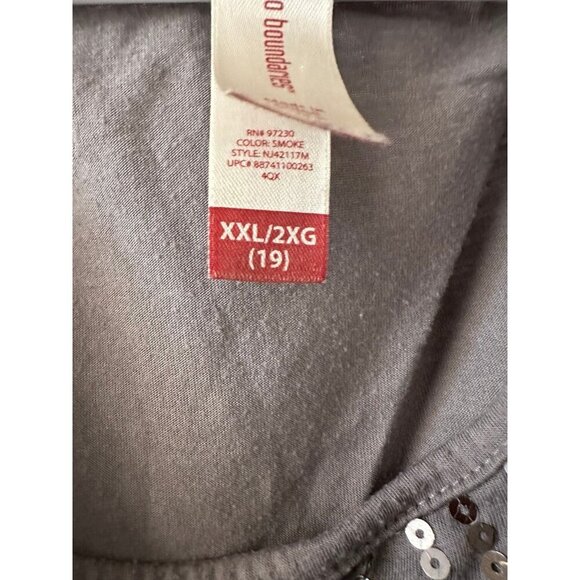 o boundaries
RN# 97230
COLOR: SMOKE
STYLE: NJ42117M
UPC# 88741100263
4QX
XXL/2XG
(19)